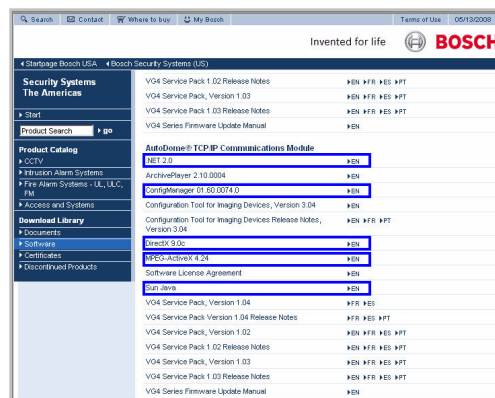 Search Contact Where to buy My Bosch Terms of Use 05/13/2008
Invented for life BOSCH
Startpage Bosch USA Bosch Security Systems (US)
Security Systems
The Americas
Start
Product Search go
Product Catalog
CCTV
Intrusion Alarm Systems
Fire Alarm Systems - UL, ULC,
FM
Access and Systems
Download Library
Documents
Software
Certificates
Discontinued Products
VG4 Service Pack 1.02 Release Notes EN FR ES PT
VG4 Service Pack, Version 1.03 EN FR ES PT
VG4 Service Pack 1.03 Release Notes EN FR ES PT
VG4 Series Firmware Update Manual EN
AutoDome® TCP/IP Communications Module
.NET 2.0 EN
ArchivePlayer 2.10.0004 EN
ConfigManager 01.60.0074.0 EN
Configuration Tool for Imaging Devices, Version 3.04 EN
Configuration Tool for Imaging Devices Release Notes, EN FR PT
Version 3.04
DirectX 9.0c EN
MPEG-ActiveX 4.24 EN
Software License Agreement EN
Sun Java EN
VG4 Service Pack, Version 1.04 FR ES
VG4 Service Pack Version 1.04 Release Notes FR ES PT
VG4 Service Pack, Version 1.02 EN FR ES PT
VG4 Service Pack 1.02 Release Notes EN FR ES PT
VG4 Service Pack, Version 1.03 EN FR ES PT
VG4 Service Pack 1.03 Release Notes EN FR ES PT
VG4 Series Firmware Update Manual EN